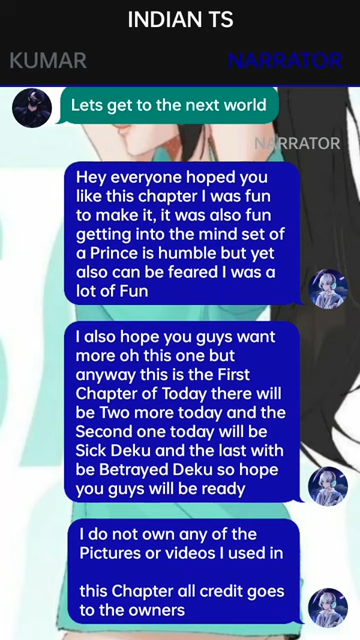 INDIAN TS
KUMAR NARRATOR
Lets get to the next world
NARRATOR
Hey everyone hoped you
like this chapter I was fun
to make it, it was also fun
getting into the mind set of
a Prince is humble but yet
also can be feared I was a
lot of Fun
I also hope you guys want
more oh this one but
anyway this is the First
Chapter of Today there will
be Two more today and the
Second one today will be
Sick Deku and the last with
be Betrayed Deku so hope
you guys will be ready
I do not own any of the
Pictures or videos I used in
this Chapter all credit goes
to the owners